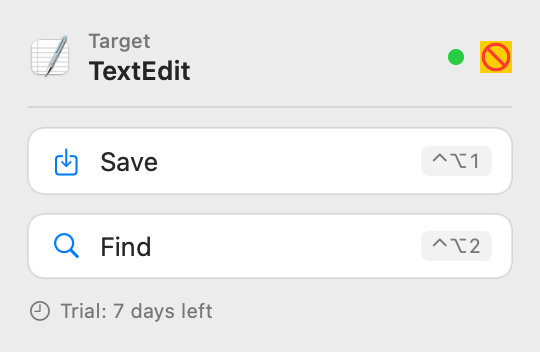 Target
TextEdit
Save ⌃⌥1
Find ⌃⌥2
Trial: 7 days left